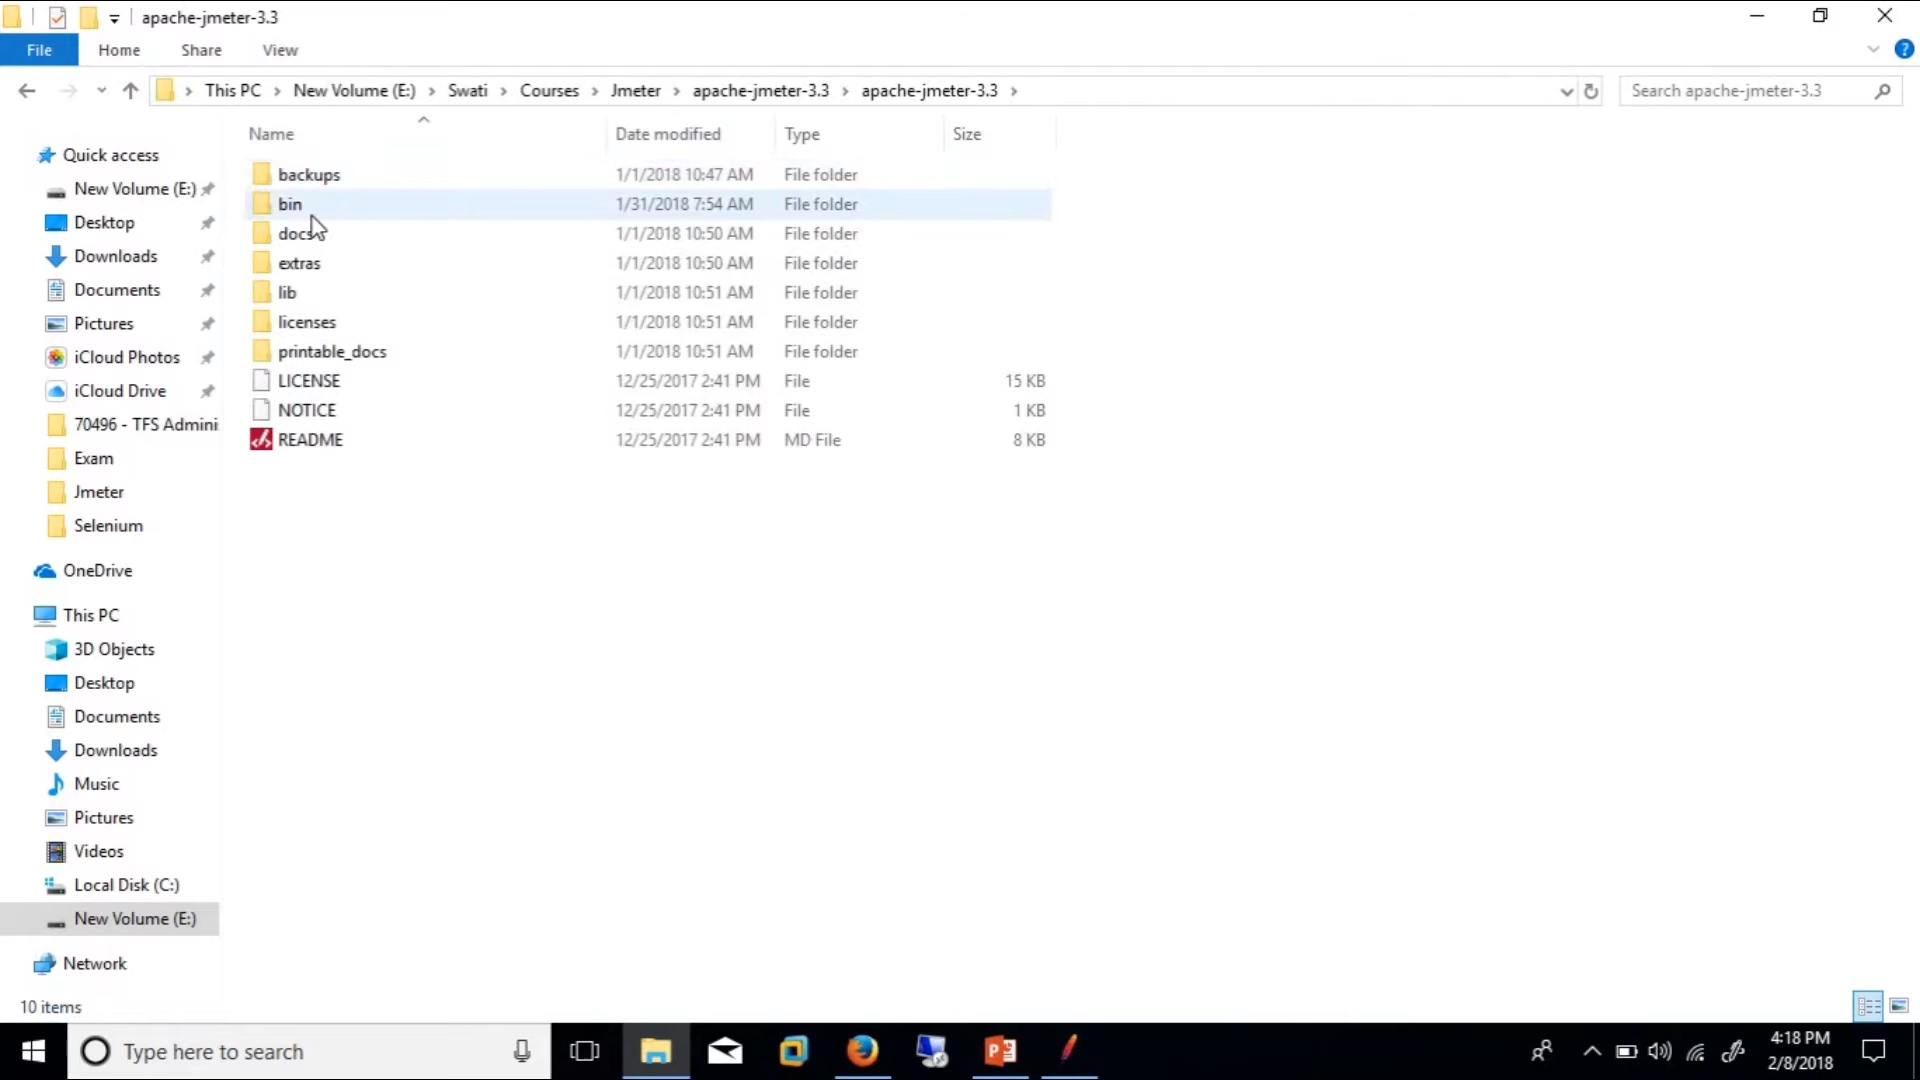 apache-jmeter-3.3
File Home Share View
This PC New Volume (E:) Swati Courses Jmeter apache-jmeter-3.3 apache-jmeter-3.3 Search apache-jmeter-3.3
Name Date modified Type Size
Quick access
New Volume (E:)
Desktop
Downloads
Documents
Pictures
iCloud Photos
iCloud Drive
70496 - TFS Admini
Exam
Jmeter
Selenium
OneDrive
This PC
3D Objects
Desktop
Documents
Downloads
Music
Pictures
Videos
Local Disk (C:)
New Volume (E:)
Network
backups 1/1/2018 10:47 AM File folder
bin 1/31/2018 7:54 AM File folder
docs 1/1/2018 10:50 AM File folder
extras 1/1/2018 10:50 AM File folder
lib 1/1/2018 10:51 AM File folder
licenses 1/1/2018 10:51 AM File folder
printable_docs 1/1/2018 10:51 AM File folder
LICENSE 12/25/2017 2:41 PM File 15 KB
NOTICE 12/25/2017 2:41 PM File 1 KB
README 12/25/2017 2:41 PM MD File 8 KB
10 items
Type here to search
4:18 PM
2/8/2018